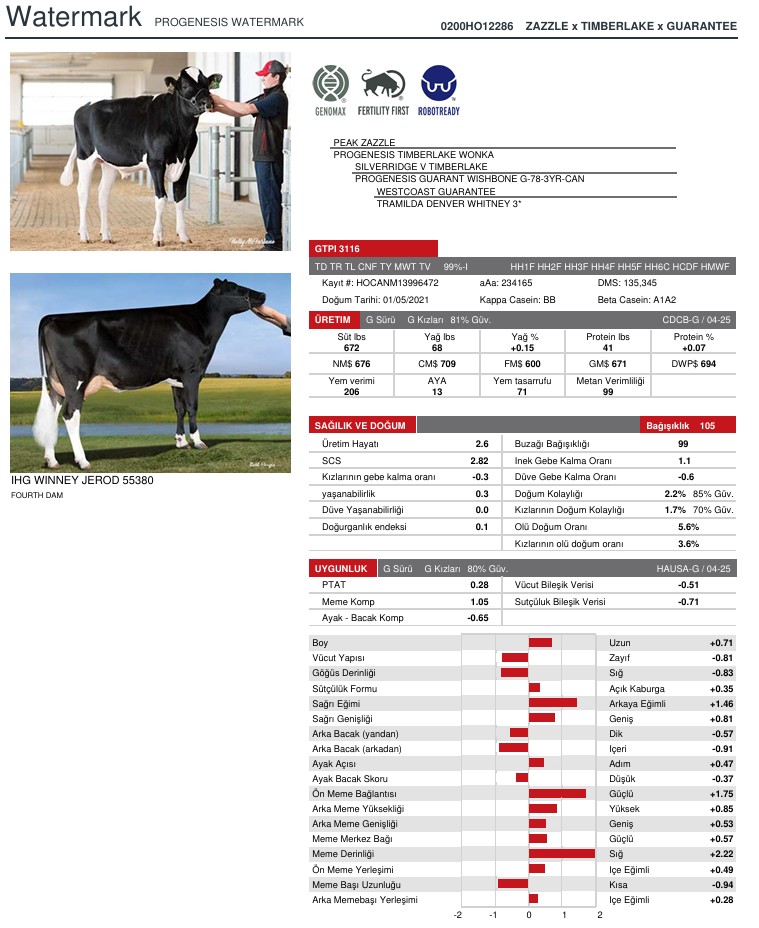 Watermark PROGENESIS WATERMARK 0200HO12286 ZAZZLE x TIMBERLAKE x GUARANTEE
GENOMAX FERTILITY FIRST ROBOTREADY
PEAK ZAZZLE
PROGENESIS TIMBERLAKE WONKA
SILVERRIDGE V TIMBERLAKE
PROGENESIS GUARANT WISHBONE G-78-3YR-CAN
WESTCOAST GUARANTEE
TRAMILDA DENVER WHITNEY 3*
IHG WINNEY JEROD 55380
FOURTH DAM
GTPI 3116
TD TR TL CNF TY MWT TV 99%-I HH1F HH2F HH3F HH4F HH5F HH6C HCDF HMWF
Kayıt #: HOCANM13996472 aAa: 234165 DMS: 135,345
Doğum Tarihi: 01/05/2021 Kappa Casein: BB Beta Casein: A1A2
ÜRETIM G Sürü G Kızları 81% Güv. CDCB-G / 04-25
Süt lbs Yağ lbs Yağ % Protein lbs Protein %
672 68 +0.15 41 +0.07
NM$ 676 CM$ 709 FM$ 600 GM$ 671 DWP$ 694
Yem verimi AYA Yem tasarrufu Metan Verimliliği
206 13 71 99
SAĞILIK VE DOĞUM Bağışıklık 105
Üretim Hayatı 2.6 Buzağı Bağışıklığı 99
SCS 2.82 Inek Gebe Kalma Oranı 1.1
Kızlarının gebe kalma oranı -0.3 Düve Gebe Kalma Oranı -0.6
yaşanabilirlik 0.3 Doğum Kolaylığı 2.2% 85% Güv.
Düve Yaşanabilirliği 0.0 Kızlarının Doğum Kolaylığı 1.7% 70% Güv.
Doğurganlık endeksi 0.1 Olü Doğum Oranı 5.6%
Kızlarının olü doğum oranı 3.6%
UYGUNLUK G Sürü G Kızları 80% Güv. HAUSA-G / 04-25
PTAT 0.28 Vücut Bileşik Verisi -0.51
Meme Komp 1.05 Sutçüluk Bileşik Verisi -0.71
Ayak - Bacak Komp -0.65
Boy Uzun +0.71
Vücut Yapısı Zayıf -0.81
Göğüs Derinliği Sığ -0.83
Sütçülük Formu Açık Kaburga +0.35
Sağrı Eğimi Arkaya Eğimli +1.46
Sağrı Genişliği Geniş +0.81
Arka Bacak (yandan) Dik -0.57
Arka Bacak (arkadan) Içeri -0.91
Ayak Açısı Adım +0.47
Ayak Bacak Skoru Düşük -0.37
Ön Meme Bağlantısı Güçlü +1.75
Arka Meme Yüksekliği Yüksek +0.85
Arka Meme Genişliği Geniş +0.53
Meme Merkez Bağı Güçlü +0.57
Meme Derinliği Sığ +2.22
Ön Meme Yerleşimi Içe Eğimli +0.49
Meme Başı Uzunluğu Kısa -0.94
Arka Memebaşı Yerleşimi Içe Eğimli +0.28
-2 -1 0 1 2